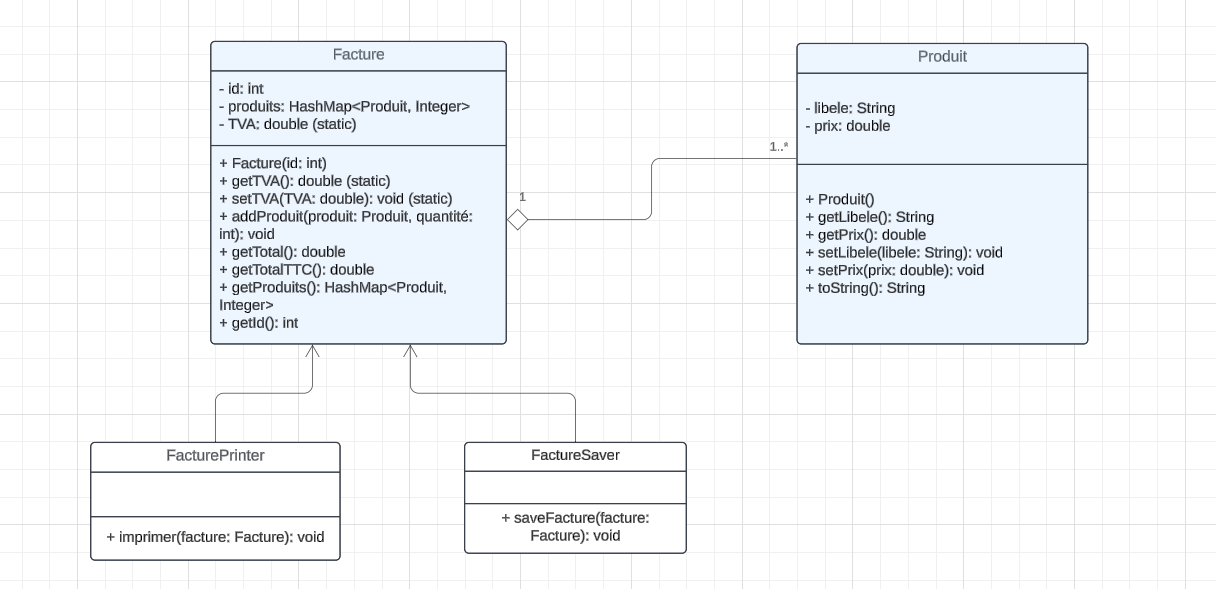 Facture
- id: int
- produits: HashMap<Produit, Integer>
- TVA: double (static)
+ Facture(id: int)
+ getTVA(): double (static)
+ setTVA(TVA: double): void (static)
+ addProduit(produit: Produit, quantité:
int): void
+ getTotal(): double
+ getTotalTTC(): double
+ getProduits(): HashMap<Produit,
Integer>
+ getId(): int
1
1..*
Produit
- libele: String
- prix: double
+ Produit()
+ getLibele(): String
+ getPrix(): double
+ setLibele(libele: String): void
+ setPrix(prix: double): void
+ toString(): String
FacturePrinter
+ imprimer(facture: Facture): void
FactureSaver
+ saveFacture(facture:
Facture): void